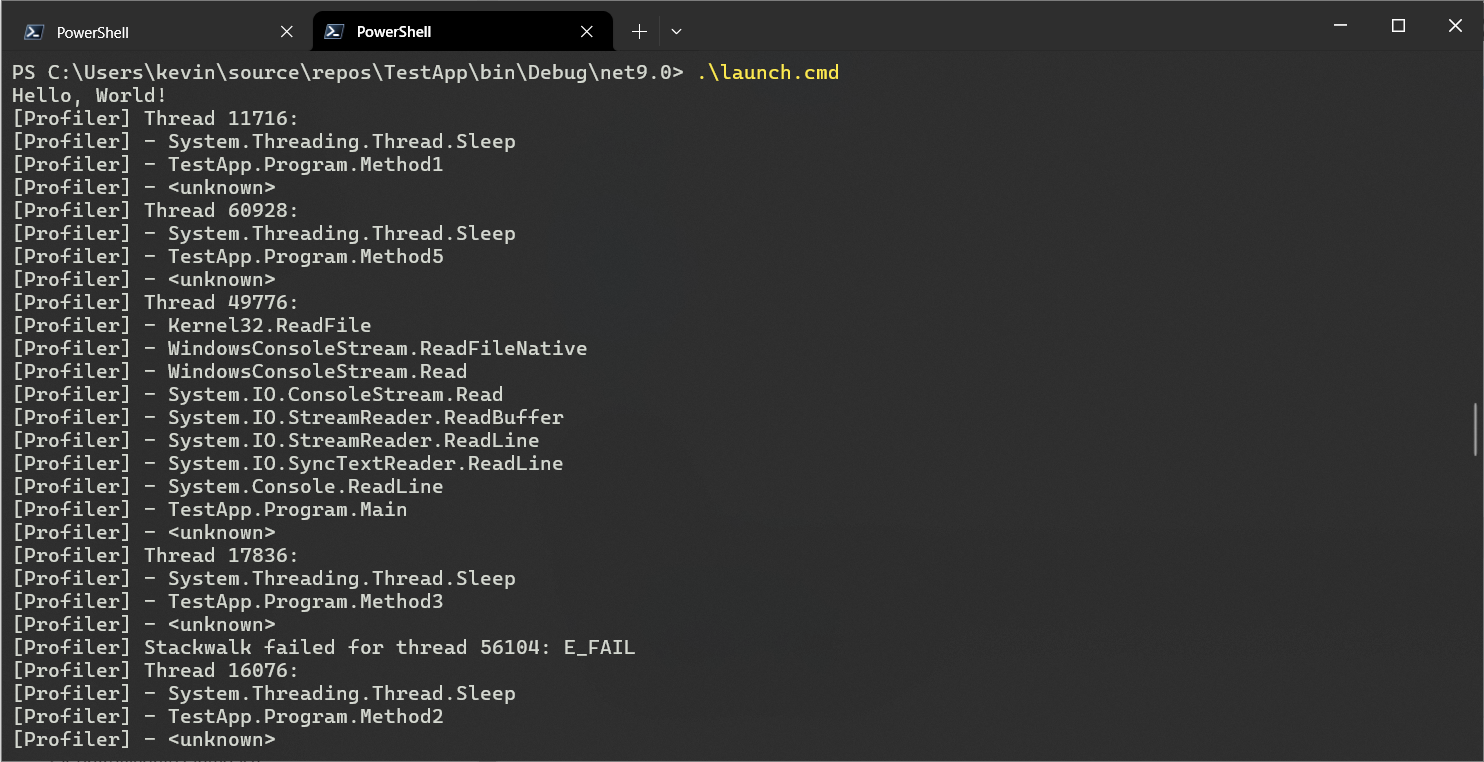 PowerShell
PowerShell
PS C:\Users\kevin\source\repos\TestApp\bin\Debug\net9.0> .\launch.cmd
Hello, World!
[Profiler] Thread 11716:
[Profiler] - System.Threading.Thread.Sleep
[Profiler] - TestApp.Program.Method1
[Profiler] - <unknown>
[Profiler] Thread 60928:
[Profiler] - System.Threading.Thread.Sleep
[Profiler] - TestApp.Program.Method5
[Profiler] - <unknown>
[Profiler] Thread 49776:
[Profiler] - Kernel32.ReadFile
[Profiler] - WindowsConsoleStream.ReadFileNative
[Profiler] - WindowsConsoleStream.Read
[Profiler] - System.IO.ConsoleStream.Read
[Profiler] - System.IO.StreamReader.ReadBuffer
[Profiler] - System.IO.StreamReader.ReadLine
[Profiler] - System.IO.SyncTextReader.ReadLine
[Profiler] - System.Console.ReadLine
[Profiler] - TestApp.Program.Main
[Profiler] - <unknown>
[Profiler] Thread 17836:
[Profiler] - System.Threading.Thread.Sleep
[Profiler] - TestApp.Program.Method3
[Profiler] - <unknown>
[Profiler] Stackwalk failed for thread 56104: E_FAIL
[Profiler] Thread 16076:
[Profiler] - System.Threading.Thread.Sleep
[Profiler] - TestApp.Program.Method2
[Profiler] - <unknown>